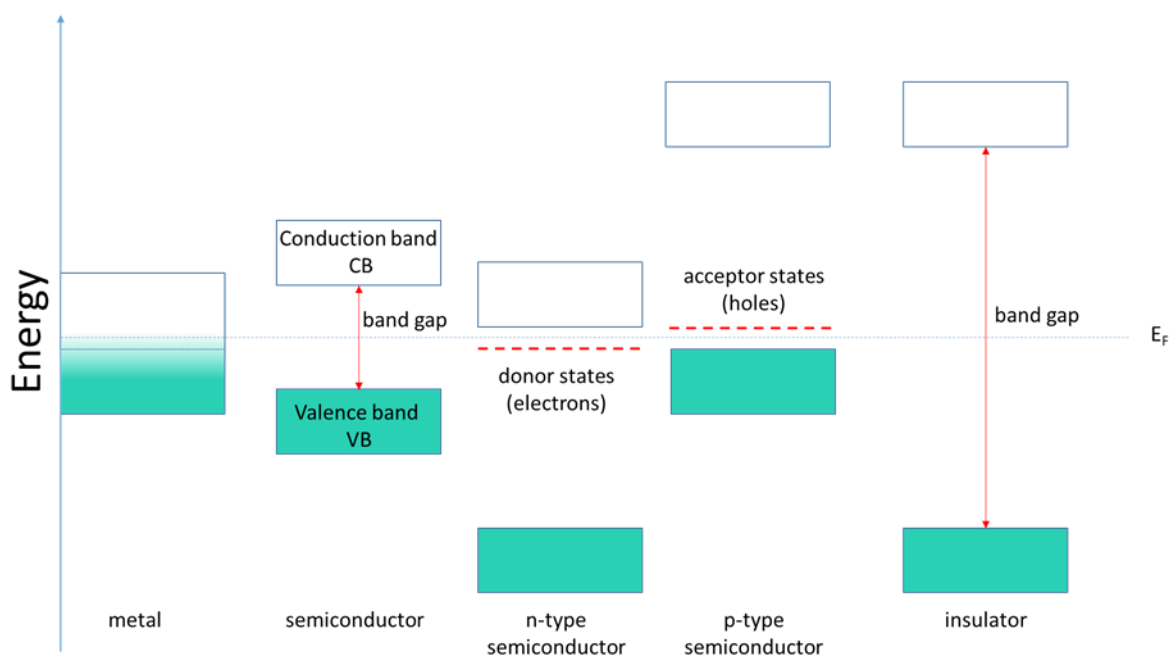 Energy
Conduction band
CB
band gap
Valence band
VB
donor states
(electrons)
acceptor states
(holes)
band gap
E_F
metal
semiconductor
n-type
semiconductor
p-type
semiconductor
insulator